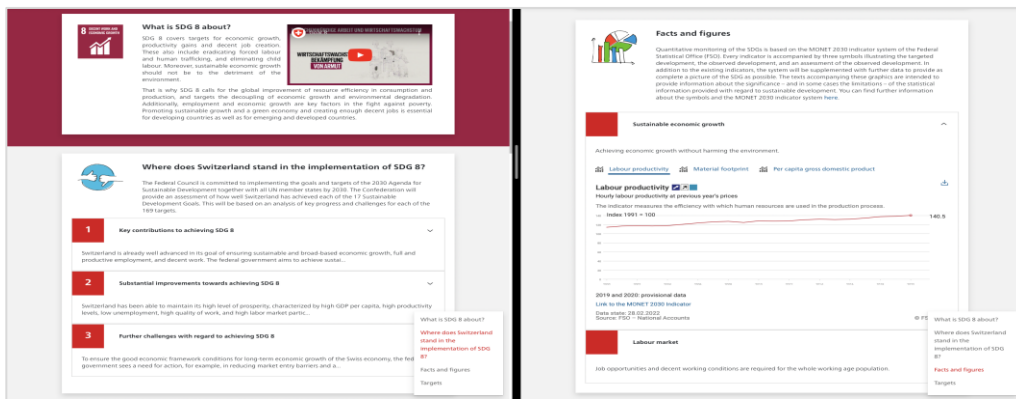 8 DECENT WORK AND ECONOMIC GROWTH
What is SDG 8 about?
SDG 8 covers targets for economic growth,
productivity gains and decent job creation.
These also include eradicating forced labour
and human trafficking, and eliminating child
labour. Moreover, sustainable economic growth
should not be to the detriment of the
environment.
ARBEIT UND WIRTSCHAFTSWACHSTUM
WIRTSCHAFTSWACHS
BEKÄMPFUNG
VON ARMUT
That is why SDG 8 calls for the global improvement of resource efficiency in consumption
and production, and targets the decoupling of economic growth and environmental degradation.
Additionally, employment and economic growth are key factors in the fight against poverty.
Promoting sustainable growth and a green economy and creating enough decent jobs is essential
for developing countries as well as for emerging and developed countries.
Where does Switzerland stand in the implementation of SDG 8?
The Federal Council is committed to implementing the goals and targets of the 2030 Agenda for
Sustainable Development together with all UN member states by 2030. The Confederation will
provide an assessment of how well Switzerland has achieved each of the 17 Sustainable
Development Goals. This will be based on an analysis of key progress and challenges for each of the
169 targets.
1 Key contributions to achieving SDG 8
Switzerland is already well advanced in its goal of ensuring sustainable and broad-based economic growth, full and
productive employment, and decent work. The federal government aims to achieve sustai...
2 Substantial improvements towards achieving SDG 8
Switzerland has been able to maintain its high level of prosperity, characterized by high GDP per capita, high productivity
levels, low unemployment, high quality of work, and high labor market partic...
3 Further challenges with regard to achieving SDG 8
To ensure the good economic framework conditions for long-term economic growth of the Swiss economy, the fed
government sees a need for action, for example, in reducing market entry barriers and a...
What is SDG 8 about?
Where does Switzerland
stand in the
implementation of SDG
8?
Facts and figures
Targets
Facts and figures
Quantitative monitoring of the SDGs is based on the MONET 2030 indicator system of the Federal
Statistical Office (FSO). Every indicator is accompanied by three symbols illustrating the targeted
development, the observed development, and an assessment of the observed development. In
addition to the existing indicators, the system will be supplemented with further data to provide as
complete a picture of the SDG as possible. The texts accompanying these graphics are intended to
provide information about the significance – and in some cases the limitations – of the statistical
information provided with regard to sustainable development. You can find further information
about the symbols and the MONET 2030 indicator system here.
Sustainable economic growth
Achieving economic growth without harming the environment.
Labour productivity Material footprint Per capita gross domestic product
Labour productivity
Hourly labour productivity at previous year's prices
The indicator measures the efficiency with which human resources are used in the production process.
Index 1991 = 100
140.5
2019 and 2020: provisional data
Link to the MONET 2030 indicator
Data state: 28.02.2022
Source: FSO – National Accounts
© FS
Labour market
Job opportunities and decent working conditions are required for the whole working age population.
What is SDG 8 about?
Where does Switzerland
stand in the
implementation of SDG
8?
Facts and figures
Targets